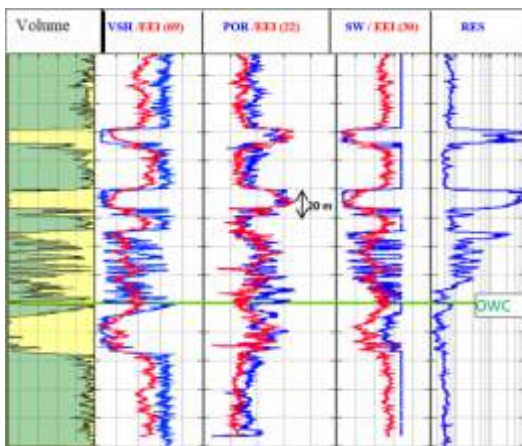 Volume
VSH /EEI (69)
POR /EEI (22)
SW / EEI (30)
RES
20 m
OWC